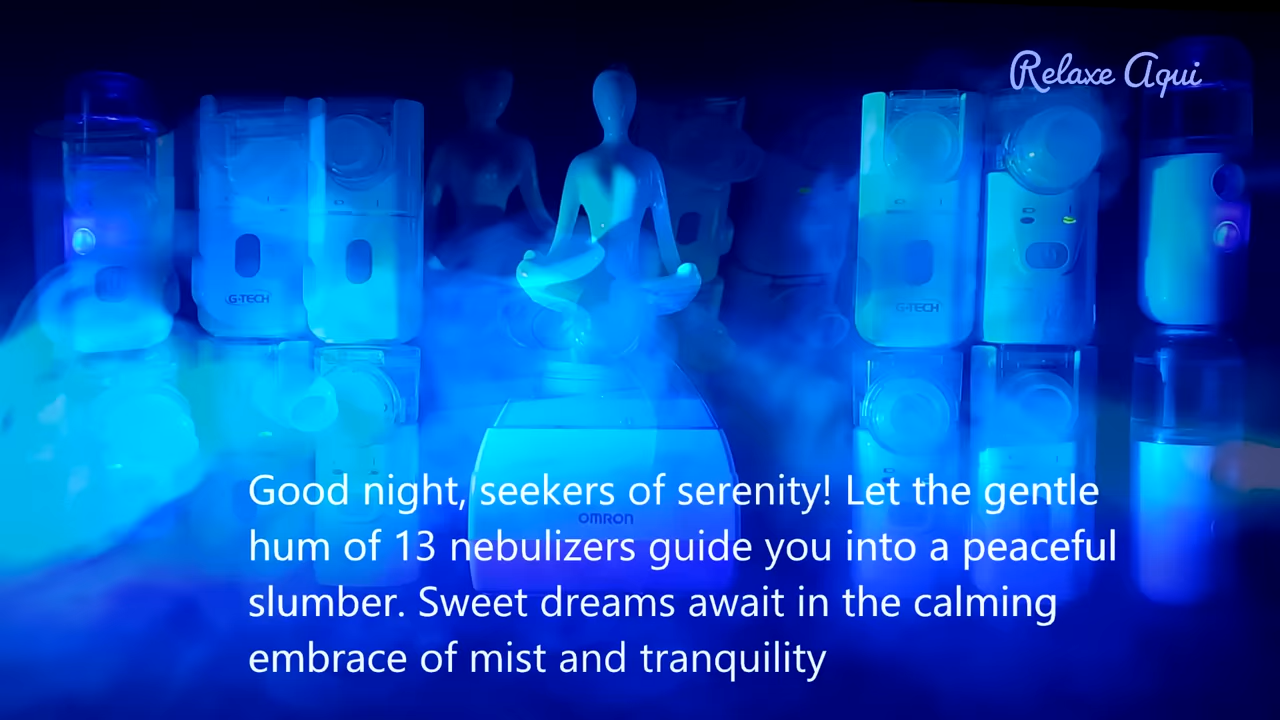 Relaxe Aqui
G-TECH
G-TECH
OMRON
Good night, seekers of serenity! Let the gentle
hum of 13 nebulizers guide you into a peaceful
slumber. Sweet dreams await in the calming
embrace of mist and tranquility